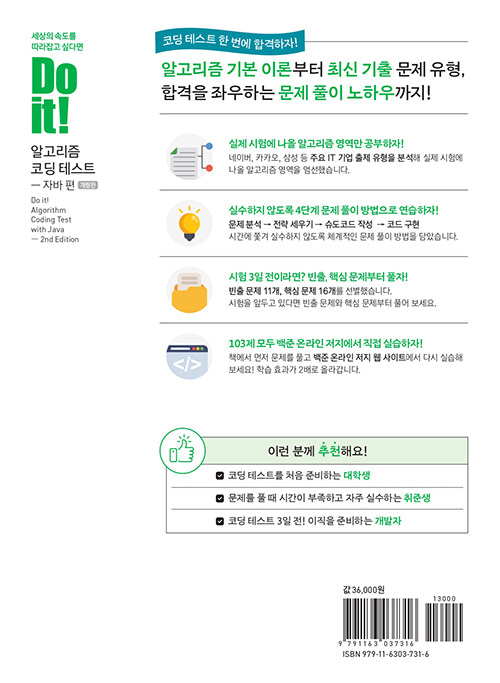 세상의 속도를
따라잡고 싶다면
Do
it!
알고리즘
코딩 테스트
— 자바 편 개정판
Do it!
Algorithm
Coding Test
with Java
— 2nd Edition
코딩 테스트 한 번에 합격하자!
알고리즘 기본 이론부터 최신 기출 문제 유형,
합격을 좌우하는 문제 풀이 노하우까지!
실제 시험에 나올 알고리즘 영역만 공부하자!
네이버, 카카오, 삼성 등 주요 IT 기업 출제 유형을 분석해 실제 시험에
나올 알고리즘 영역을 엄선했습니다.
실수하지 않도록 4단계 문제 풀이 방법으로 연습하자!
문제 분석 → 전략 세우기 → 슈도코드 작성 → 코드 구현
시간에 쫓겨 실수하지 않도록 체계적인 문제 풀이 방법을 담았습니다.
시험 3일 전이라면? 빈출, 핵심 문제부터 풀자!
빈출 문제 11개, 핵심 문제 16개를 선별했습니다.
시험을 앞두고 있다면 빈출 문제와 핵심 문제부터 풀어 보세요.
103제 모두 백준 온라인 저지에서 직접 실습하자!
책에서 먼저 문제를 풀고 백준 온라인 저지 웹 사이트에서 다시 실습해
보세요! 학습 효과가 2배로 올라갑니다.
</>
이런 분께 추천해요!
코딩 테스트를 처음 준비하는 대학생
문제를 풀 때 시간이 부족하고 자주 실수하는 취준생
코딩 테스트 3일 전! 이직을 준비하는 개발자
값 36,000원
13000
9 791163 037316
ISBN 979-11-6303-731-6